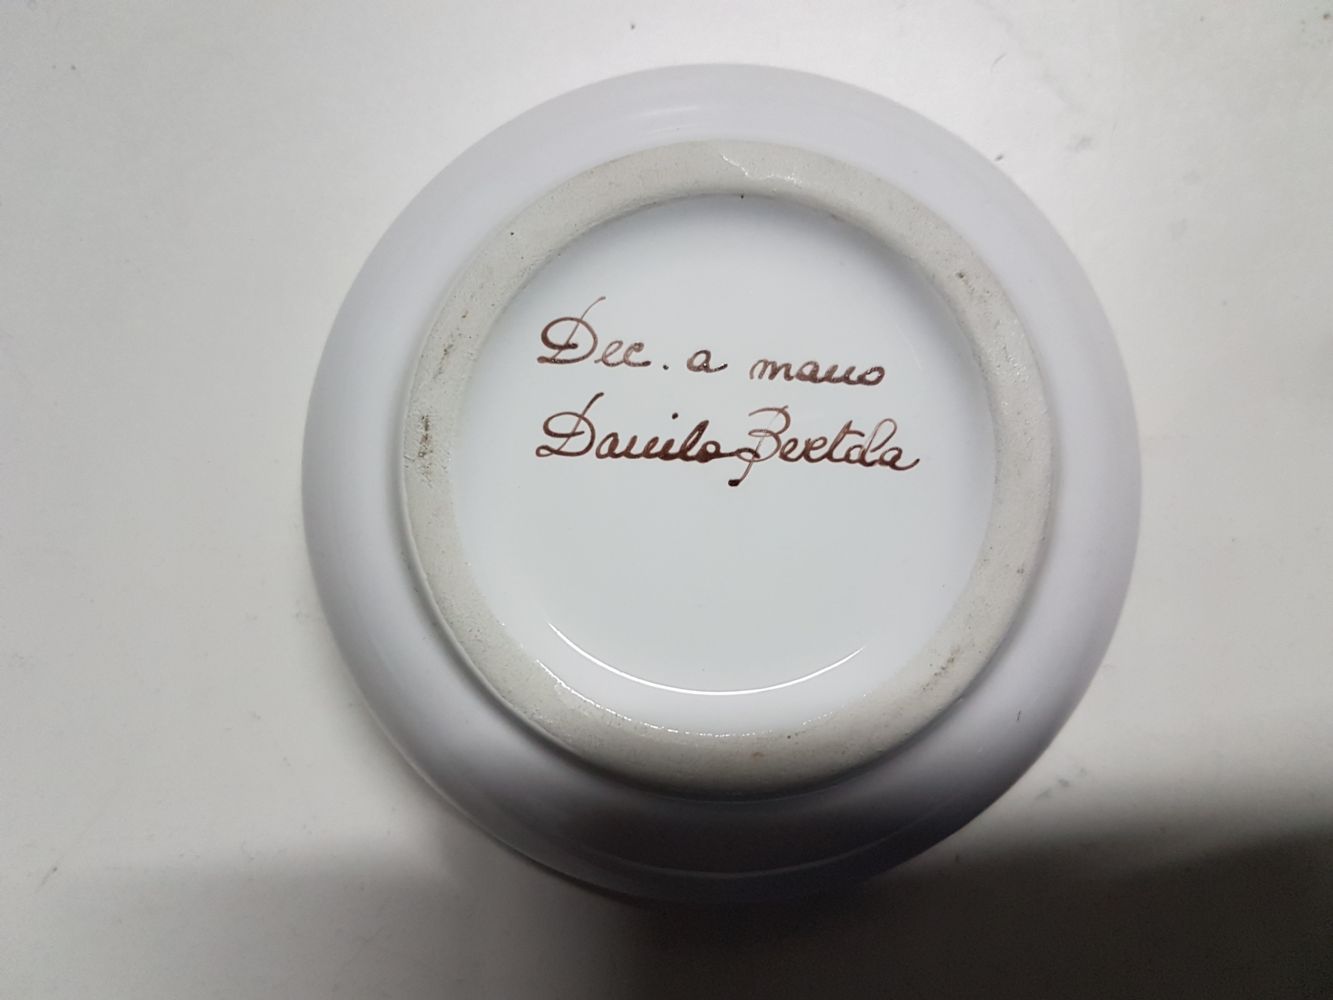 Dec. a mano
Danilo Bertola